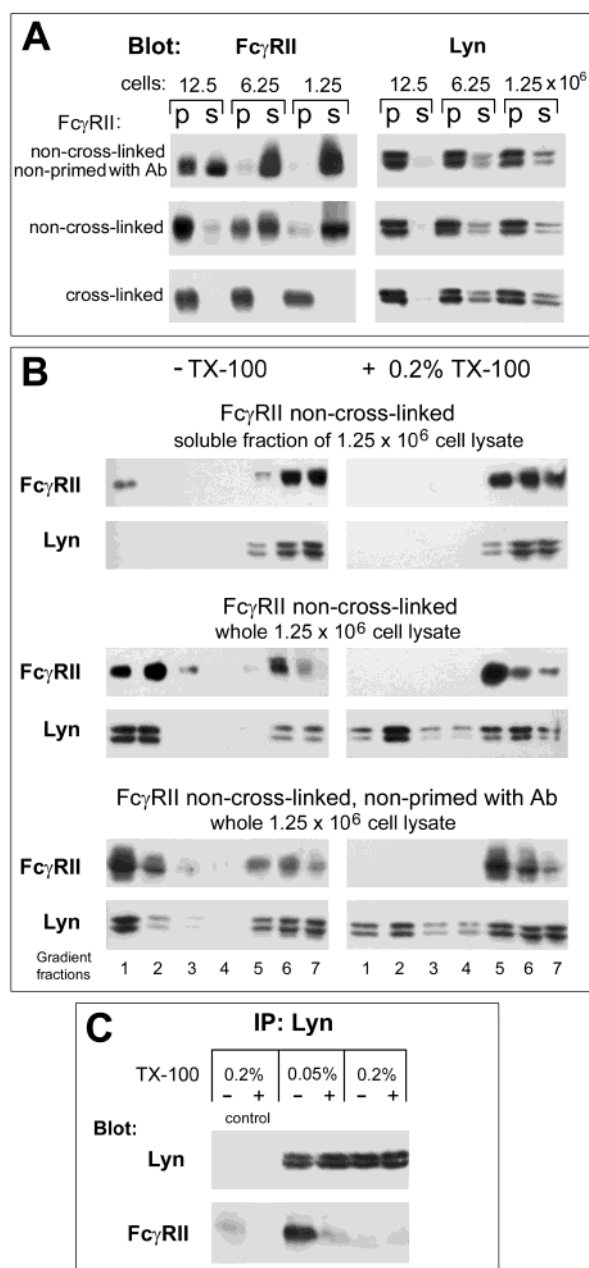 A
Blot: FcγRII Lyn
cells: 12.5 6.25 1.25 12.5 6.25 1.25 x 10⁶
FcγRII: p s p s p s p s p s p s
non-cross-linked
non-primed with Ab
non-cross-linked
cross-linked
B
- TX-100 + 0.2% TX-100
FcγRII non-cross-linked
soluble fraction of 1.25 x 10⁶ cell lysate
FcγRII
Lyn
FcγRII non-cross-linked
whole 1.25 x 10⁶ cell lysate
FcγRII
Lyn
FcγRII non-cross-linked, non-primed with Ab
whole 1.25 x 10⁶ cell lysate
FcγRII
Lyn
Gradient
fractions 1 2 3 4 5 6 7 1 2 3 4 5 6 7
C
IP: Lyn
TX-100 0.2% 0.05% 0.2%
– + – + – +
control
Blot:
Lyn
FcγRII